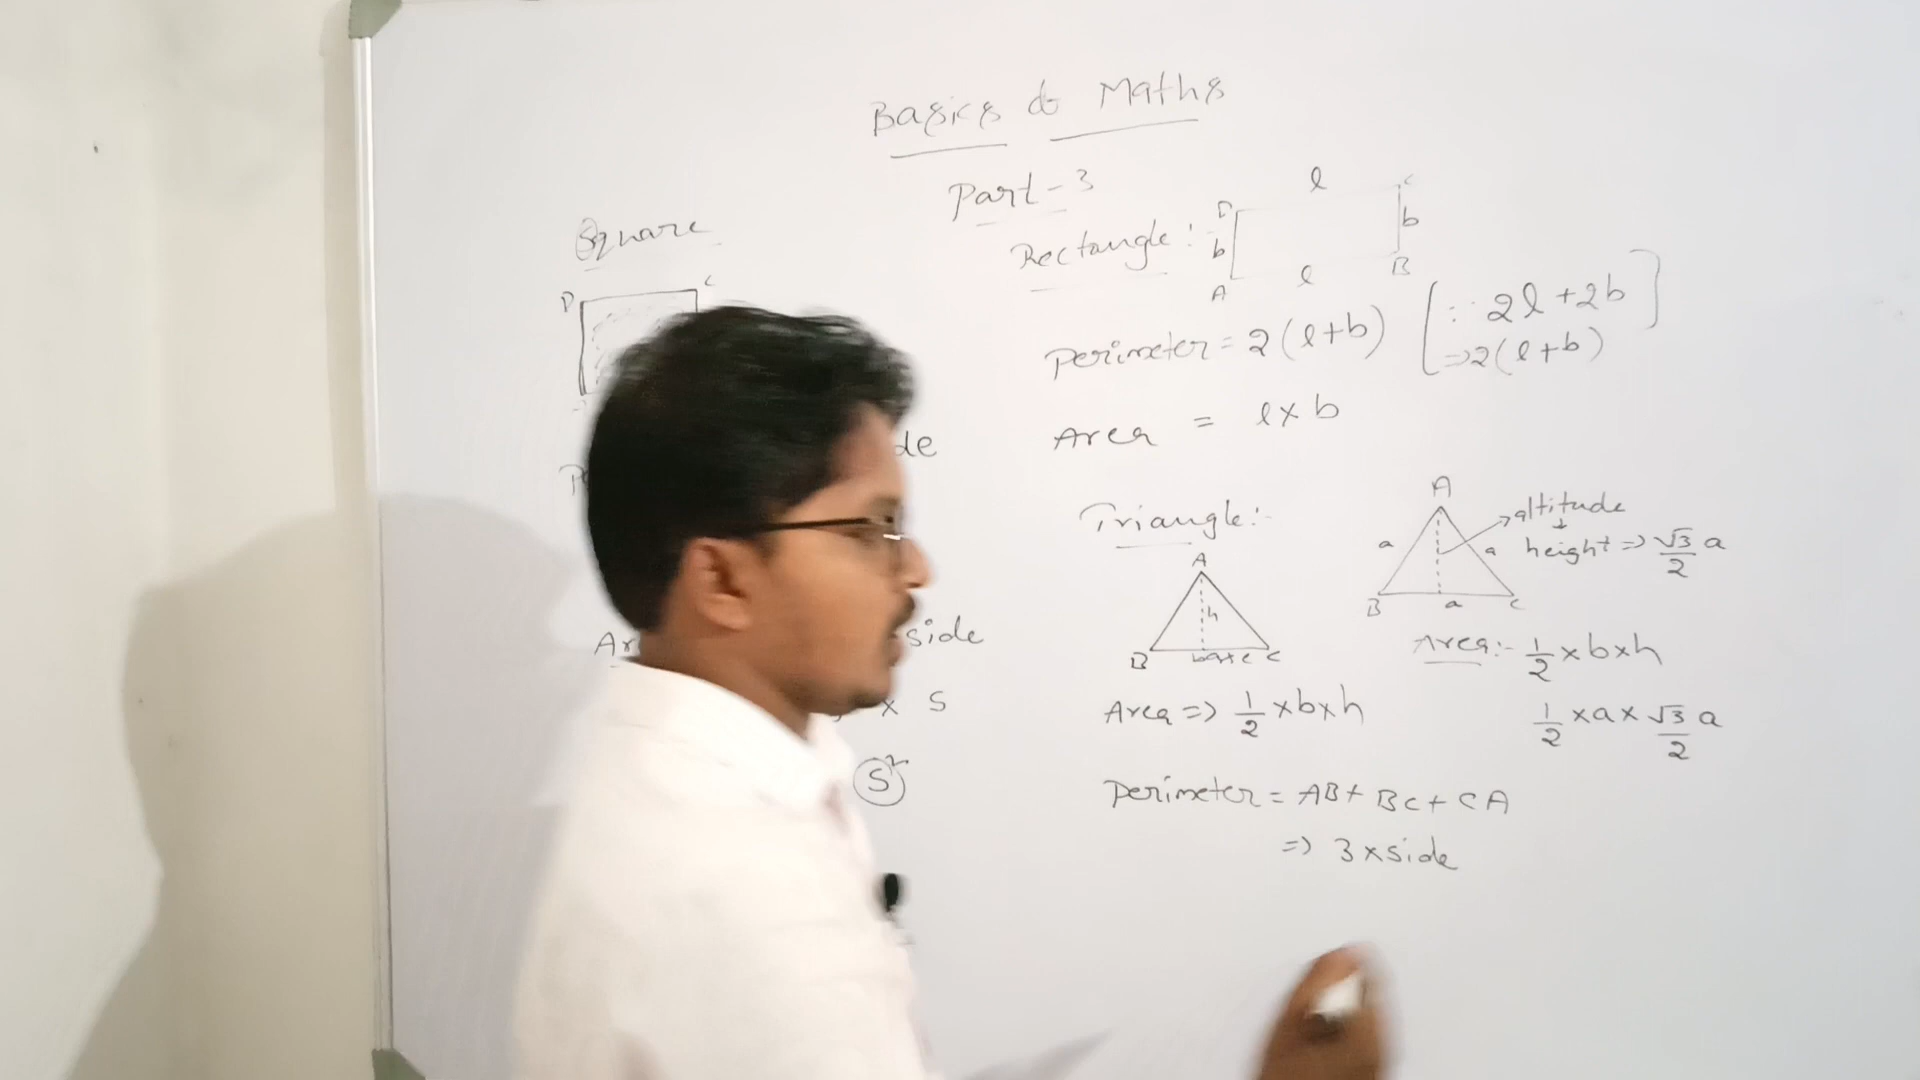 Basics of Maths
Part-3
Square
D C
de
side
x S
S²
Rectangle:
D l C
b b
A l B
Perimeter = 2(l+b) [∵ 2l+2b
=>2(l+b)]
Area = l x b
Triangle:-
A
h
B base C
Area => 1/2 x b x h
Perimeter = AB + BC + CA
=> 3 x side
A
a a
B a C
altitude
↓
height => √3/2 a
Area:- 1/2 x b x h
1/2 x a x √3/2 a